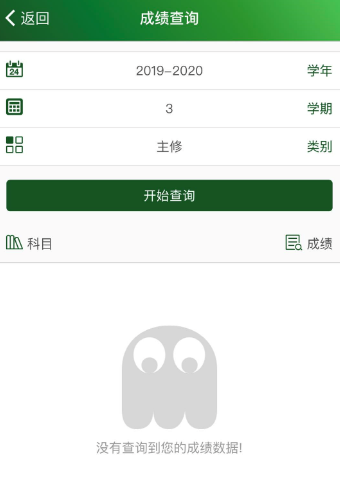 返回 成绩查询
24 2019-2020 学年
3 学期
主修 类别
开始查询
科目 成绩
没有查询到您的成绩数据!